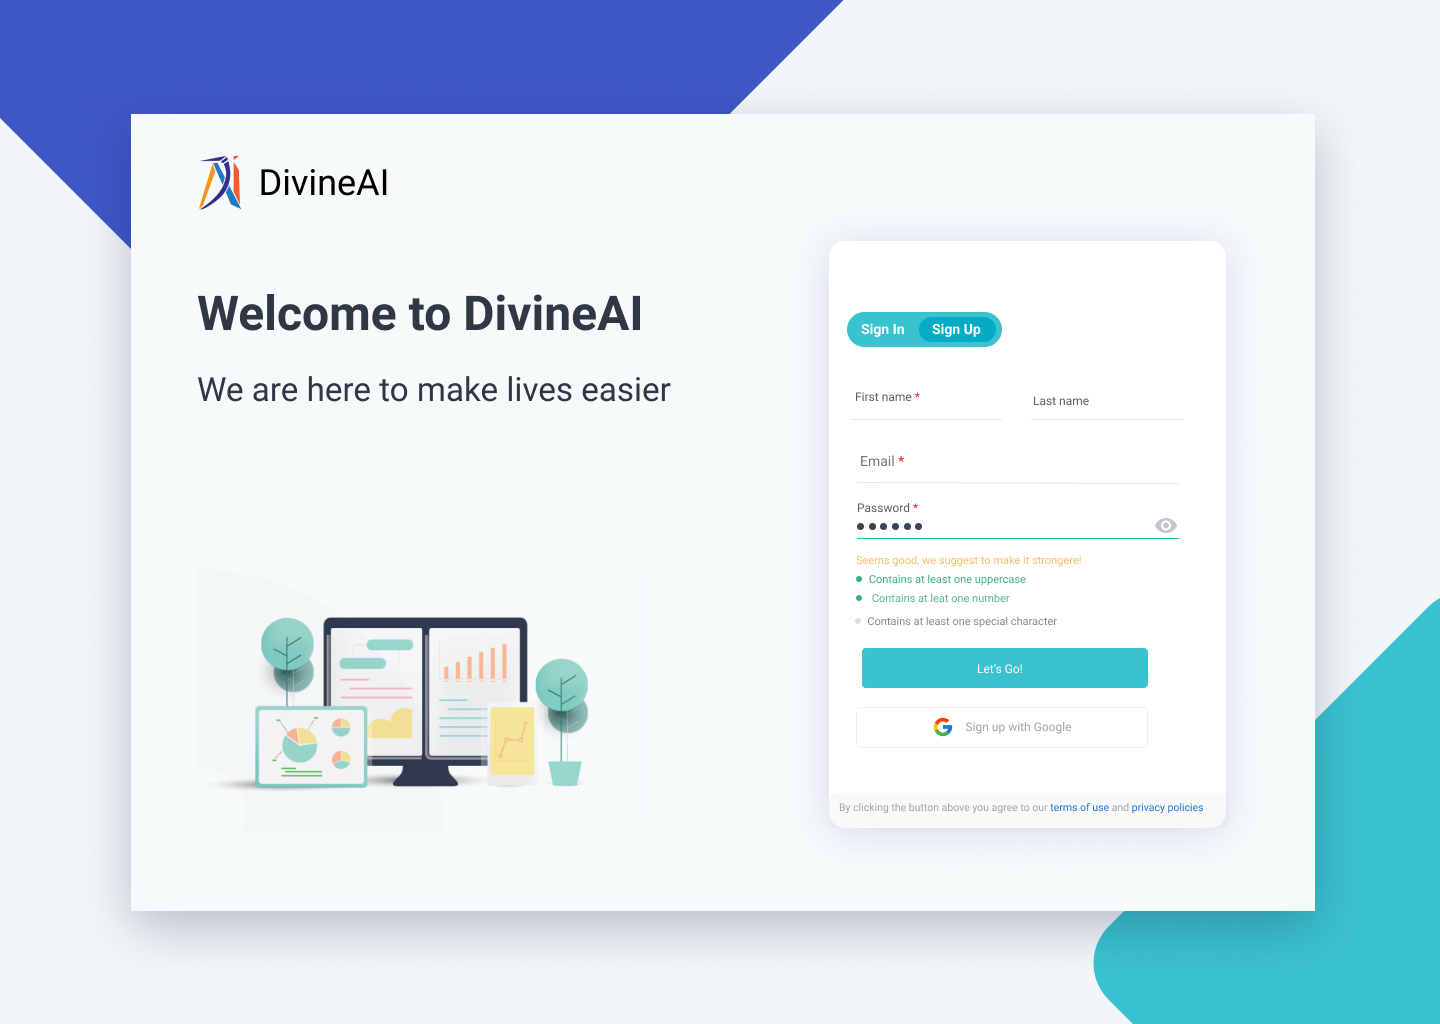 DivineAI
Welcome to DivineAI
We are here to make lives easier
Sign In Sign Up
First name * Last name
Email *
Password *
Seems good, we suggest to make it strongere!
Contains at least one uppercase
Contains at leat one number
Contains at least one special character
Let's Go!
Sign up with Google
By clicking the button above you agree to our terms of use and privacy policies